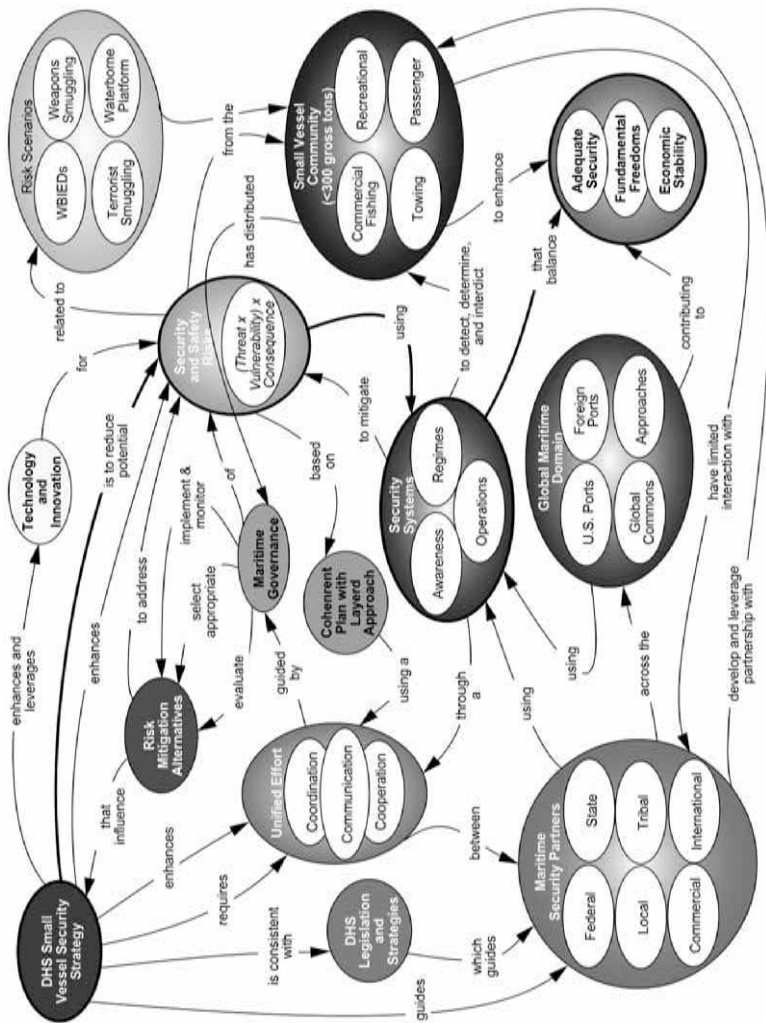 DHS Small
Vessel Security
Strategy
enhances and
leverages
Technology
and
Innovation
for
is to reduce
potential
enhances
to address
that
influence
Risk
Mitigation
Alternatives
evaluate
select
appropriate
implement &
monitor
Maritime
Governance
of
has distributed
related to
Risk Scenarios
WBIEDs
Weapons
Smuggling
Terrorist
Smuggling
Waterborne
Platform
from the
Security
and Safety
Risks
(Threat x
Vulnerability) x
Consequence
Small Vessel
Community
(<300 gross tons)
Commercial
Fishing
Recreational
Towing
Passenger
enhances
requires
Unified Effort
Coordination
Communication
Cooperation
guided
by
using a
Cohenrent
Plan with
Layerd
Approach
based
on
to mitigate
using
Security
Systems
Awareness
Regimes
Operations
to detect, determine,
and interdict
to enhance
that
balance
Adequate
Security
Fundamental
Freedoms
Economic
Stability
is consistent
with
DHS
Legislation
and
Strategies
which
guides
guides
between
through
a
using
using
Global Maritime
Domain
U.S. Ports
Foreign
Ports
Global
Commons
Approaches
contributing
to
across the
Maritime
Security Partners
Federal
State
Local
Tribal
Commercial
International
have limited
interaction with
develop and leverage
partnership with